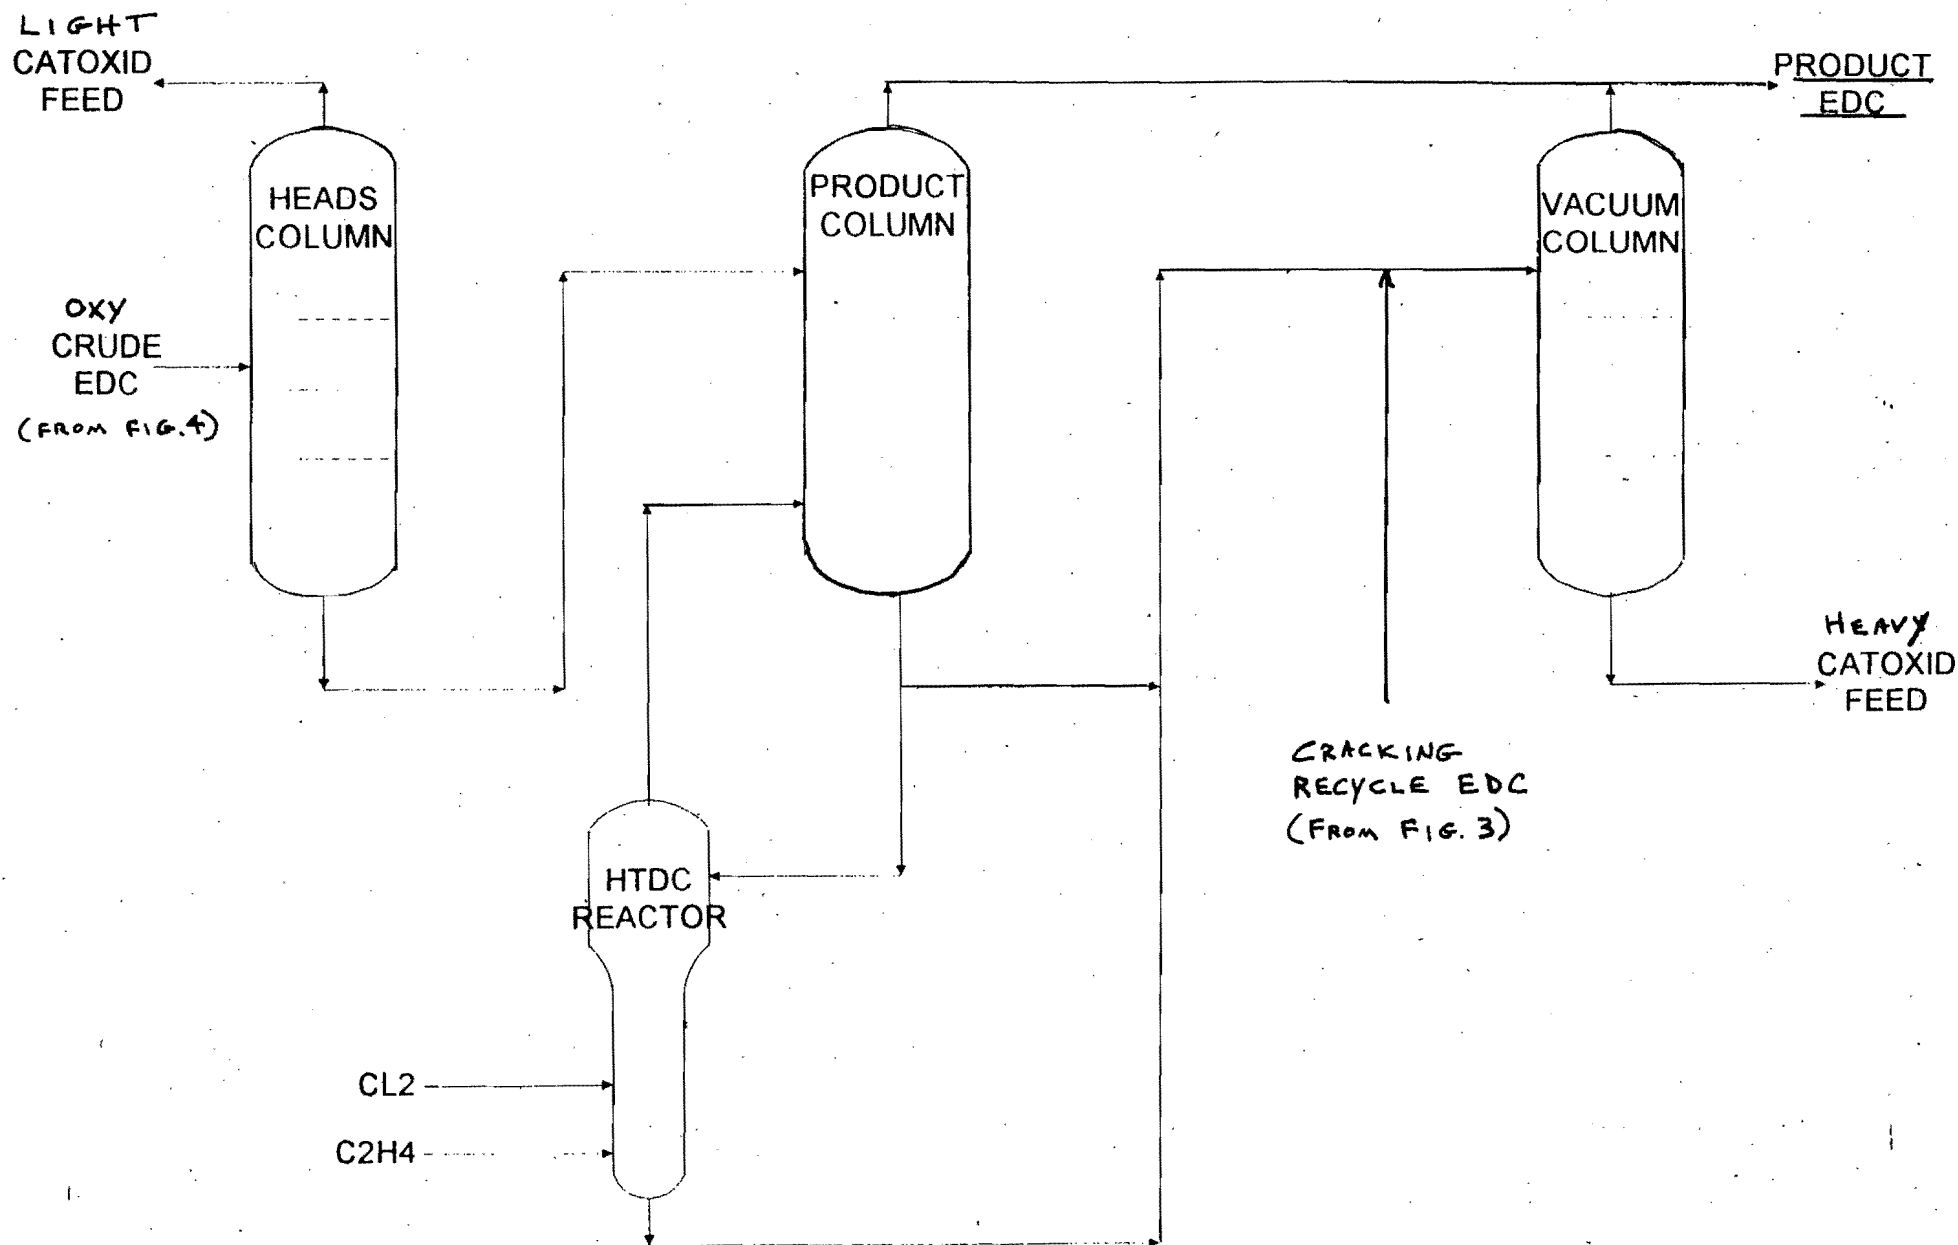 LIGHT
CATOXID
FEED
PRODUCT
EDC
HEADS
COLUMN
PRODUCT
COLUMN
VACUUM
COLUMN
OXY
CRUDE
EDC
(FROM FIG.4)
HEAVY
CATOXID
FEED
CRACKING
RECYCLE EDC
(FROM FIG. 3)
HTDC
REACTOR
CL2
C2H4